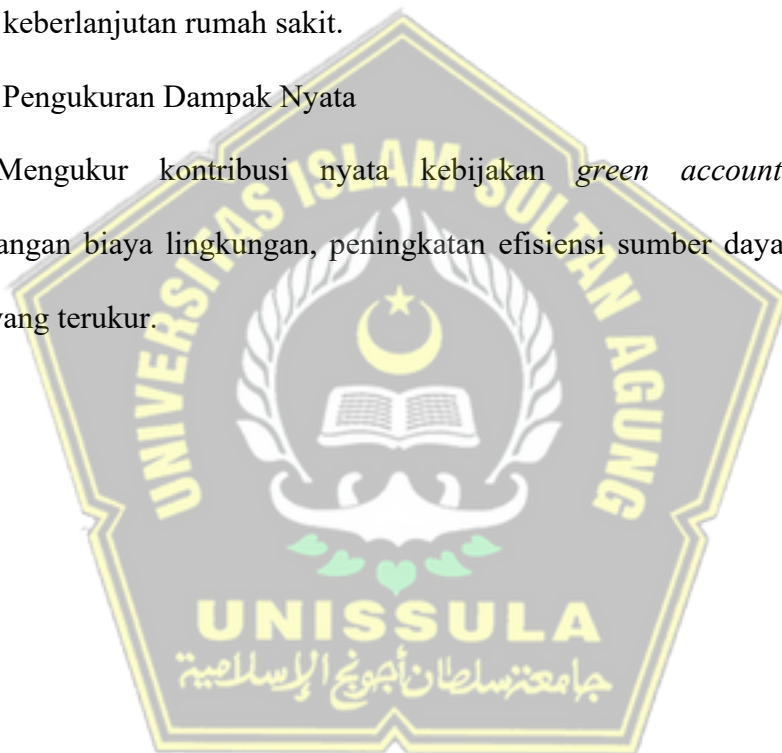 keberlanjutan rumah sakit.
Pengukuran Dampak Nyata
Mengukur kontribusi nyata kebijakan green account
angan biaya lingkungan, peningkatan efisiensi sumber daya
yang terukur.
UNIVERSITAS ISLAM SULTAN AGUNG
UNISSULA
جامعة سلطان أجونج الإسلامية